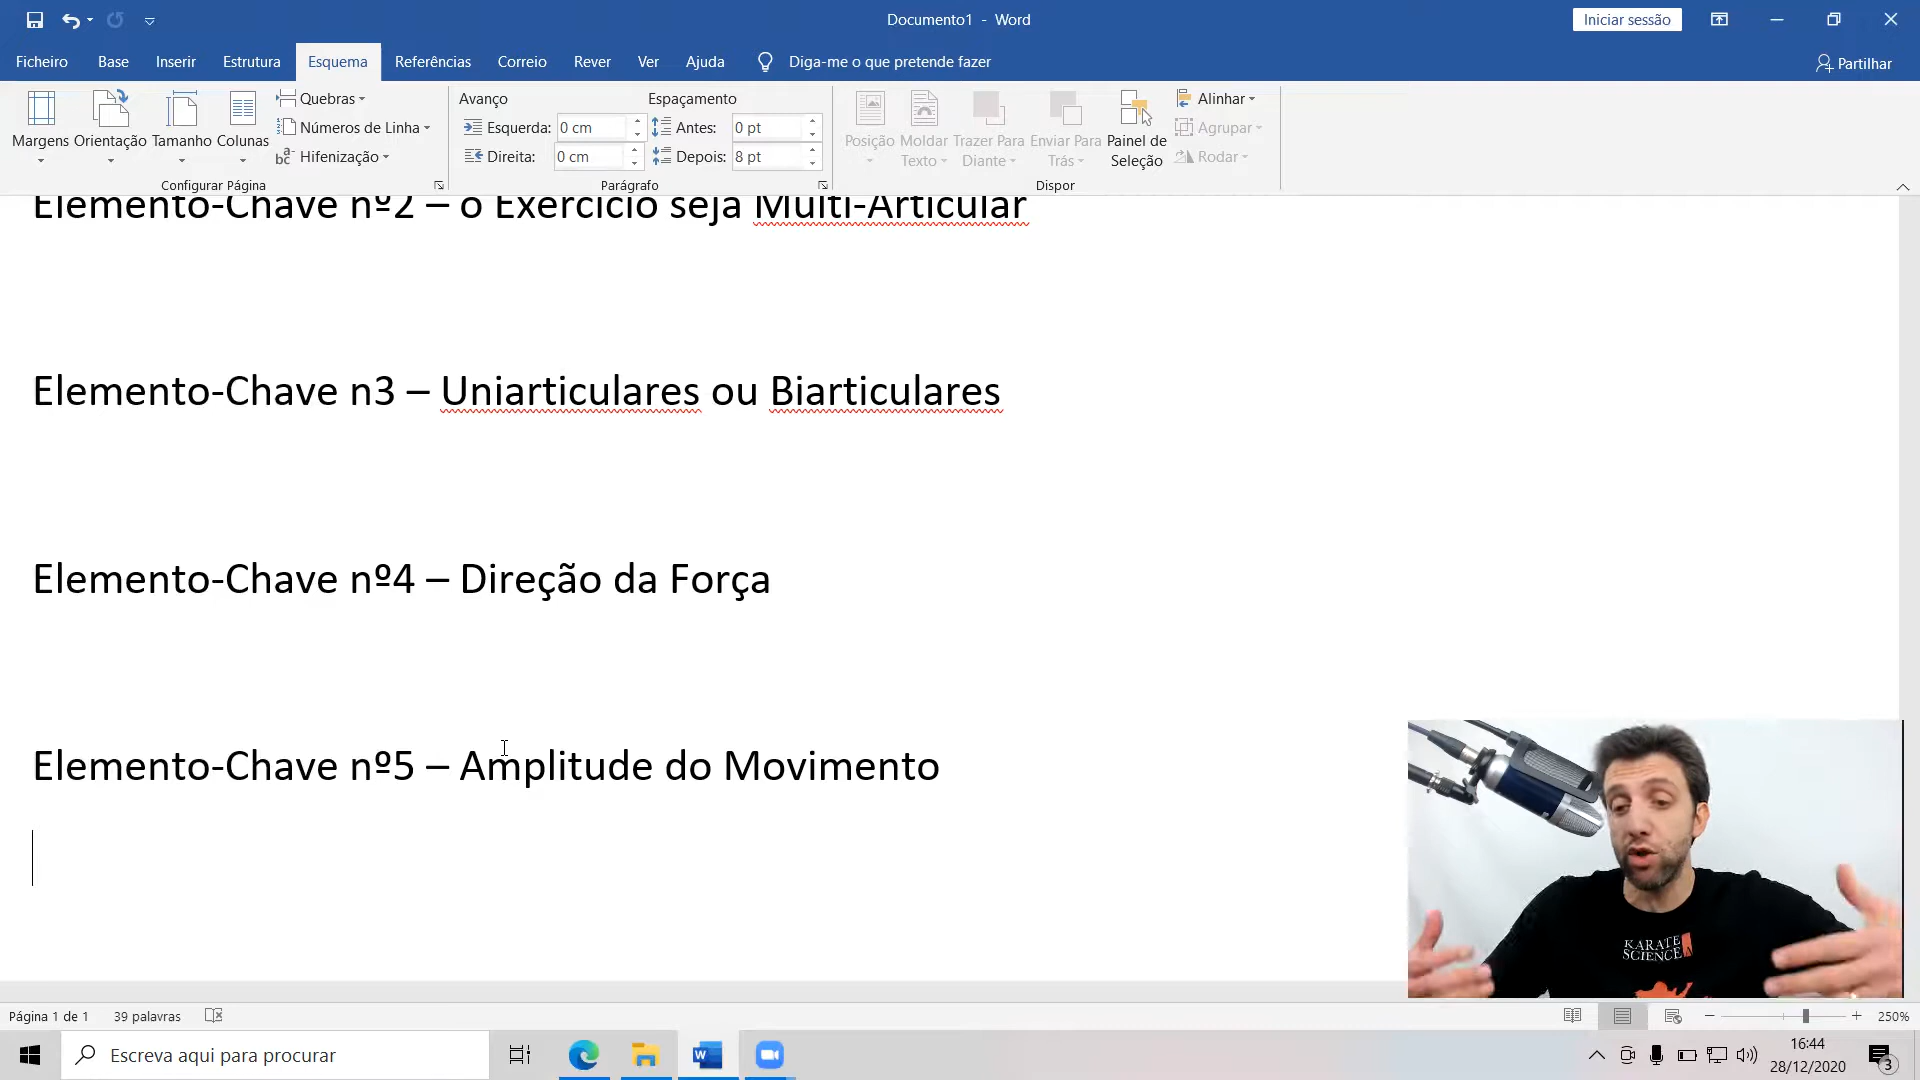 Documento1 - Word
Iniciar sessão
Ficheiro Base Inserir Estrutura Esquema Referências Correio Rever Ver Ajuda Diga-me o que pretende fazer Partilhar
Margens
Orientação
Tamanho
Colunas
Quebras
Números de Linha
Hifenização
Configurar Página
Avanço
Esquerda: 0 cm
Direita: 0 cm
Espaçamento
Antes: 0 pt
Depois: 8 pt
Parágrafo
Posição
Moldar Texto
Trazer Para Diante
Enviar Para Trás
Painel de Seleção
Alinhar
Agrupar
Rodar
Dispor
Elemento-Chave nº2 – o Exercício seja Multi-Articular
Elemento-Chave n3 – Uniarticulares ou Biarticulares
Elemento-Chave nº4 – Direção da Força
Elemento-Chave nº5 – Amplitude do Movimento
KARATE
SCIENCE
Página 1 de 1 39 palavras 250%
Escreva aqui para procurar
16:44
28/12/2020
3